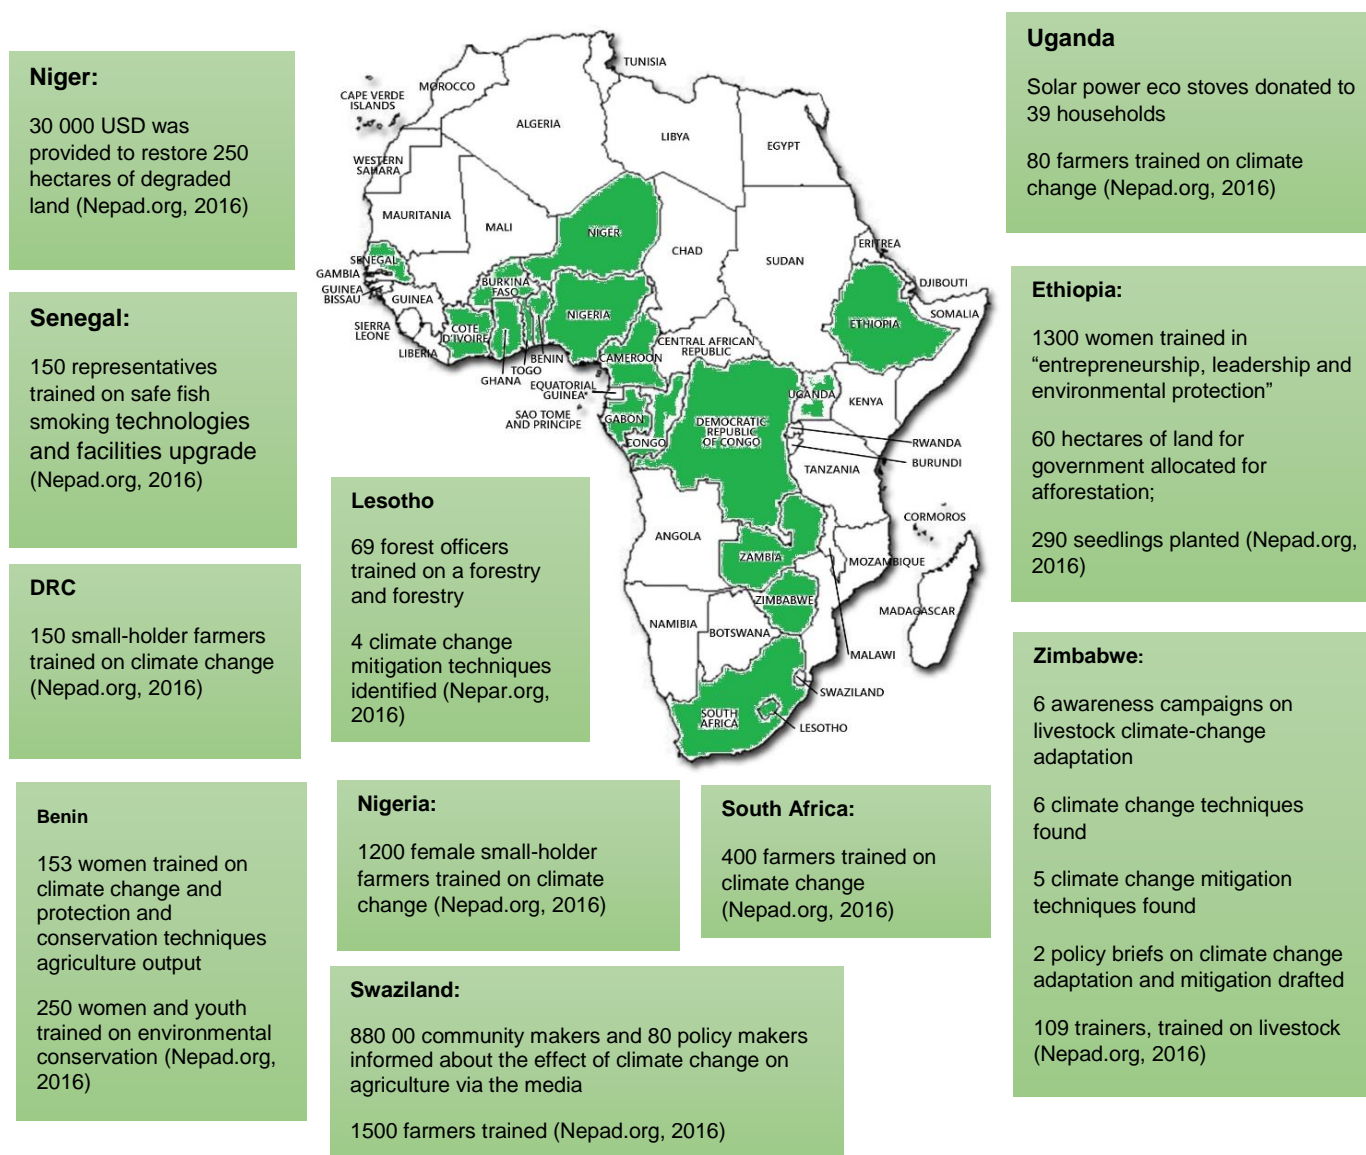 Niger:
30 000 USD was
provided to restore 250
hectares of degraded
land (Nepad.org, 2016)
Senegal:
150 representatives
trained on safe fish
smoking technologies
and facilities upgrade
(Nepad.org, 2016)
DRC
150 small-holder farmers
trained on climate change
(Nepad.org, 2016)
Benin
153 women trained on
climate change and
protection and
conservation techniques
agriculture output
250 women and youth
trained on environmental
conservation (Nepad.org,
2016)
TUNISIA
MOROCCO
CAPE VERDE
ISLANDS
ALGERIA
LIBYA
EGYPT
WESTERN
SAHARA
MAURITANIA
MALI
NIGER
CHAD
SUDAN
ERITREA
SENEGAL
GAMBIA
GUINEA
BISSAU
GUINEA
BURKINA
FASO
DJIBOUTI
SOMALIA
SIERRA
LEONE
LIBERIA
COTE
D'IVOIRE
NIGERIA
ETHIOPIA
GHANA
TOGO
BENIN
CAMEROON
CENTRAL AFRICAN
REPUBLIC
EQUATORIAL
GUINEA
SAO TOME
AND PRINCIPE
GABON
CONGO
DEMOCRATIC
REPUBLIC
OF CONGO
UGANDA
KENYA
RWANDA
BURUNDI
TANZANIA
CORMOROS
ANGOLA
ZAMBIA
MOZAMBIQUE
ZIMBABWE
MADAGASCAR
NAMIBIA
BOTSWANA
MALAWI
SWAZILAND
SOUTH
AFRICA
LESOTHO
Lesotho
69 forest officers
trained on a forestry
and forestry
4 climate change
mitigation techniques
identified (Nepar.org,
2016)
Nigeria:
1200 female small-holder
farmers trained on climate
change (Nepad.org, 2016)
South Africa:
400 farmers trained on
climate change
(Nepad.org, 2016)
Swaziland:
880 00 community makers and 80 policy makers
informed about the effect of climate change on
agriculture via the media
1500 farmers trained (Nepad.org, 2016)
Uganda
Solar power eco stoves donated to
39 households
80 farmers trained on climate
change (Nepad.org, 2016)
Ethiopia:
1300 women trained in
“entrepreneurship, leadership and
environmental protection”
60 hectares of land for
government allocated for
afforestation;
290 seedlings planted (Nepad.org,
2016)
Zimbabwe:
6 awareness campaigns on
livestock climate-change
adaptation
6 climate change techniques
found
5 climate change mitigation
techniques found
2 policy briefs on climate change
adaptation and mitigation drafted
109 trainers, trained on livestock
(Nepad.org, 2016)